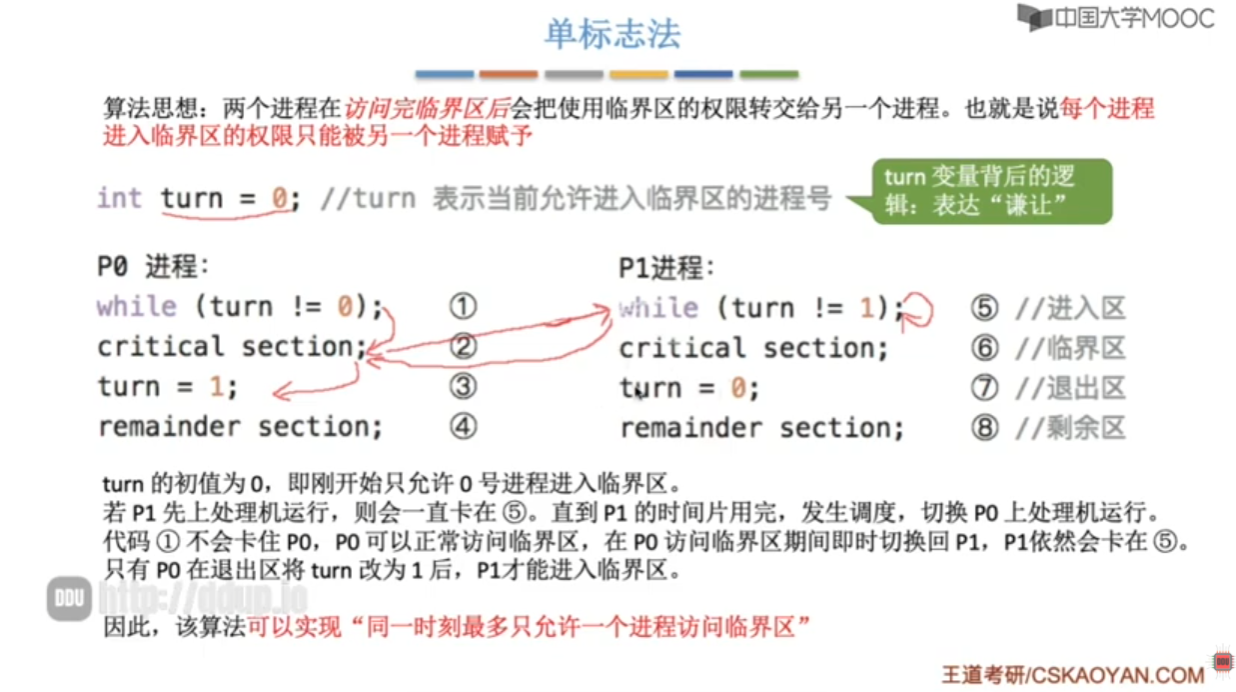 中国大学MOOC
单标志法
算法思想：两个进程在访问完临界区后会把使用临界区的权限转交给另一个进程。也就是说每个进程
进入临界区的权限只能被另一个进程赋予
int turn = 0; //turn 表示当前允许进入临界区的进程号
turn 变量背后的逻
辑：表达“谦让”
P0 进程：
while (turn != 0); ①
critical section; ②
turn = 1; ③
remainder section; ④
P1进程：
while (turn != 1); ⑤ //进入区
critical section; ⑥ //临界区
turn = 0; ⑦ //退出区
remainder section; ⑧ //剩余区
turn 的初值为 0，即刚开始只允许 0 号进程进入临界区。
若 P1 先上处理机运行，则会一直卡在 ⑤。直到 P1 的时间片用完，发生调度，切换 P0 上处理机运行。
代码 ① 不会卡住 P0，P0 可以正常访问临界区，在 P0 访问临界区期间即时切换回 P1，P1依然会卡在 ⑤。
只有 P0 在退出区将 turn 改为 1 后，P1才能进入临界区。
DDU http://ddup.io
因此，该算法可以实现“同一时刻最多只允许一个进程访问临界区”
王道考研/CSKAOYAN.COM
DDU